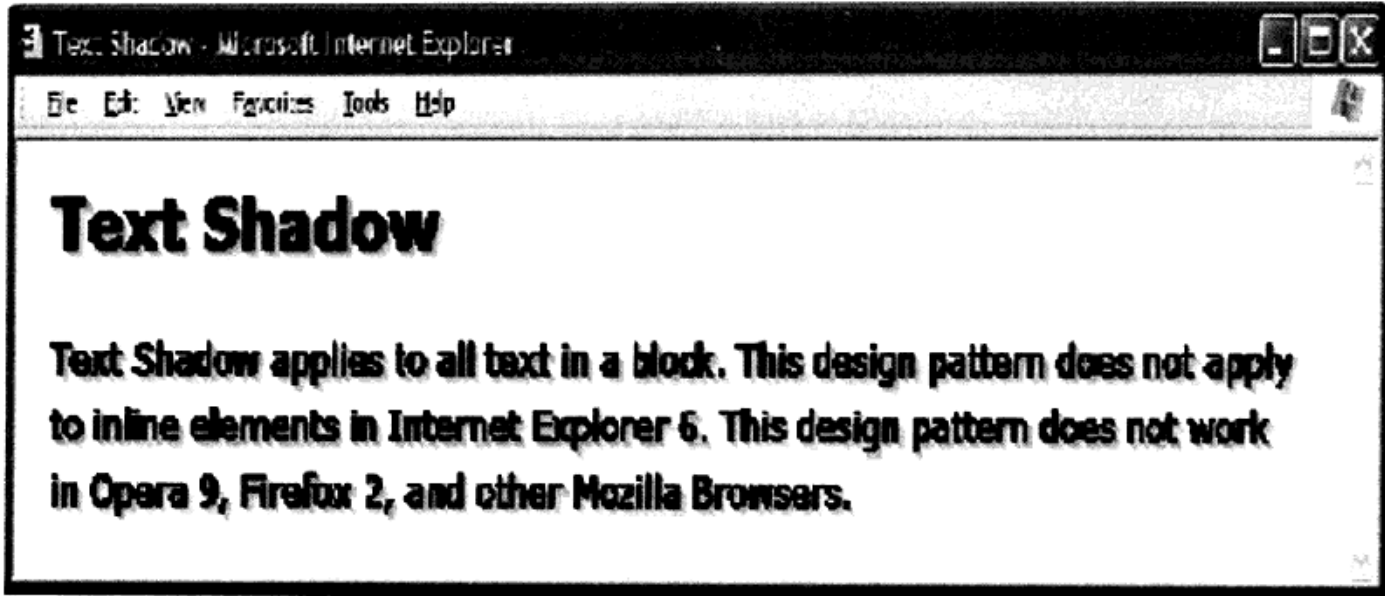 Text Shadow - Microsoft Internet Explorer
File Edit View Favorites Tools Help
Text Shadow
Text Shadow applies to all text in a block. This design pattern does not apply
to inline elements in Internet Explorer 6. This design pattern does not work
in Opera 9, Firefox 2, and other Mozilla Browsers.